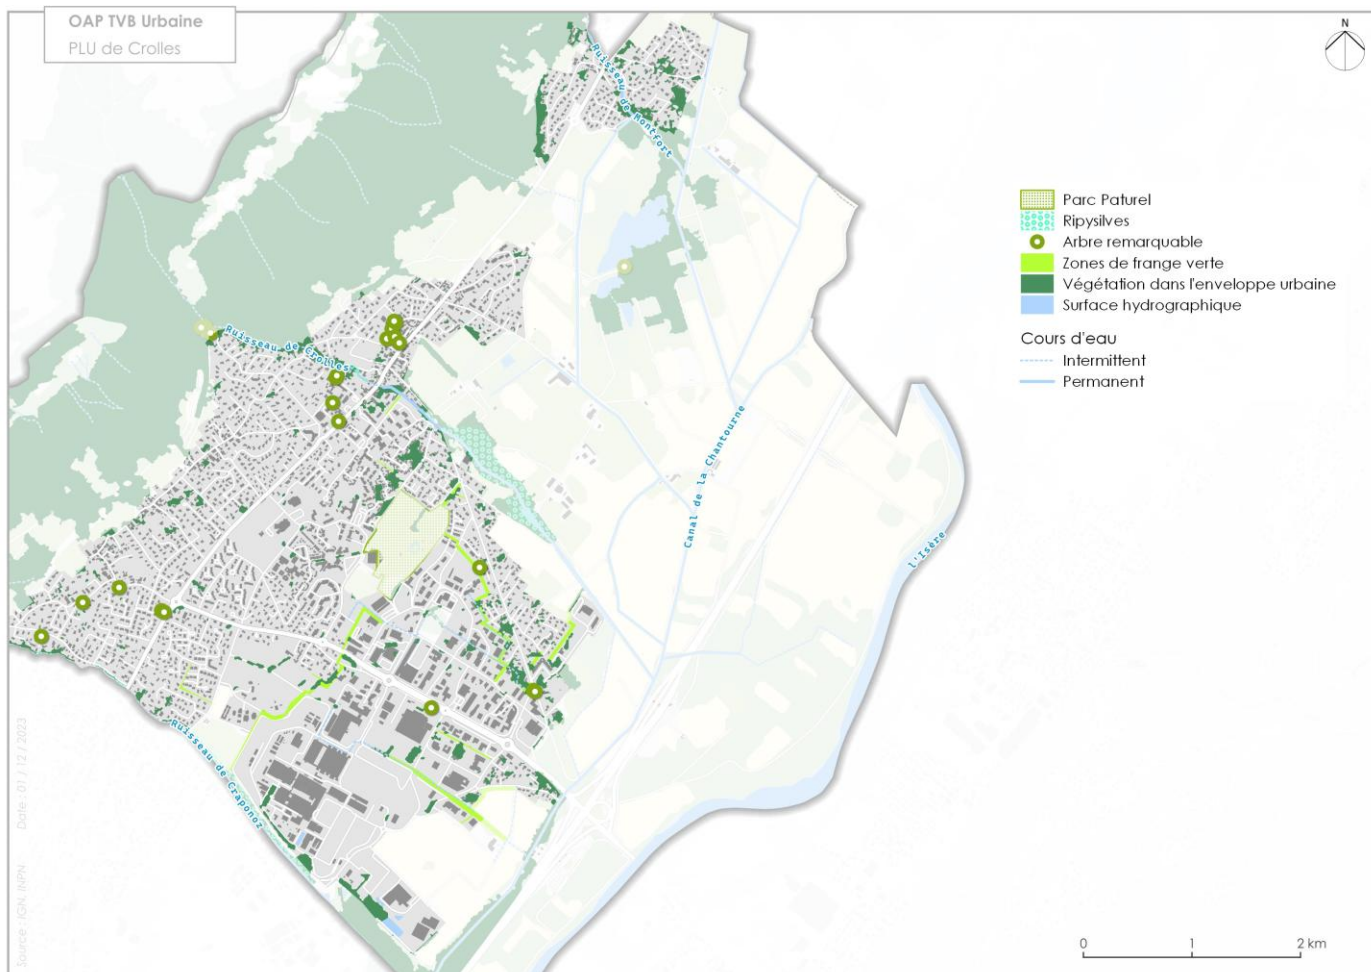 OAP TVB Urbaine
PLU de Crolles
N
Ruisseau de Montfort
Ruisseau de Crolles
Canal de la Chantourne
l'Isère
Ruisseau de Craponoz
Parc Paturel
Ripysilves
Arbre remarquable
Zones de frange verte
Végétation dans l'enveloppe urbaine
Surface hydrographique
Cours d'eau
Intermittent
Permanent
Source : IGN, INPN Date : 01 / 12 / 2023
0 1 2 km